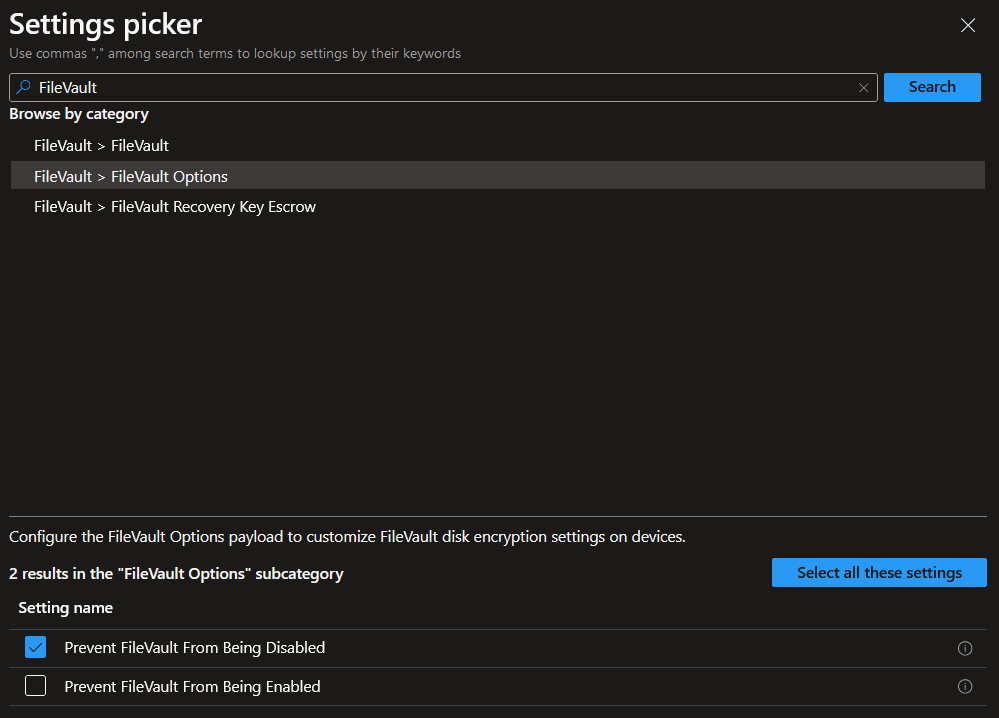 Settings picker
Use commas "," among search terms to lookup settings by their keywords
FileVault
Search
Browse by category
FileVault > FileVault
FileVault > FileVault Options
FileVault > FileVault Recovery Key Escrow
Configure the FileVault Options payload to customize FileVault disk encryption settings on devices.
2 results in the "FileVault Options" subcategory
Select all these settings
Setting name
Prevent FileVault From Being Disabled
Prevent FileVault From Being Enabled